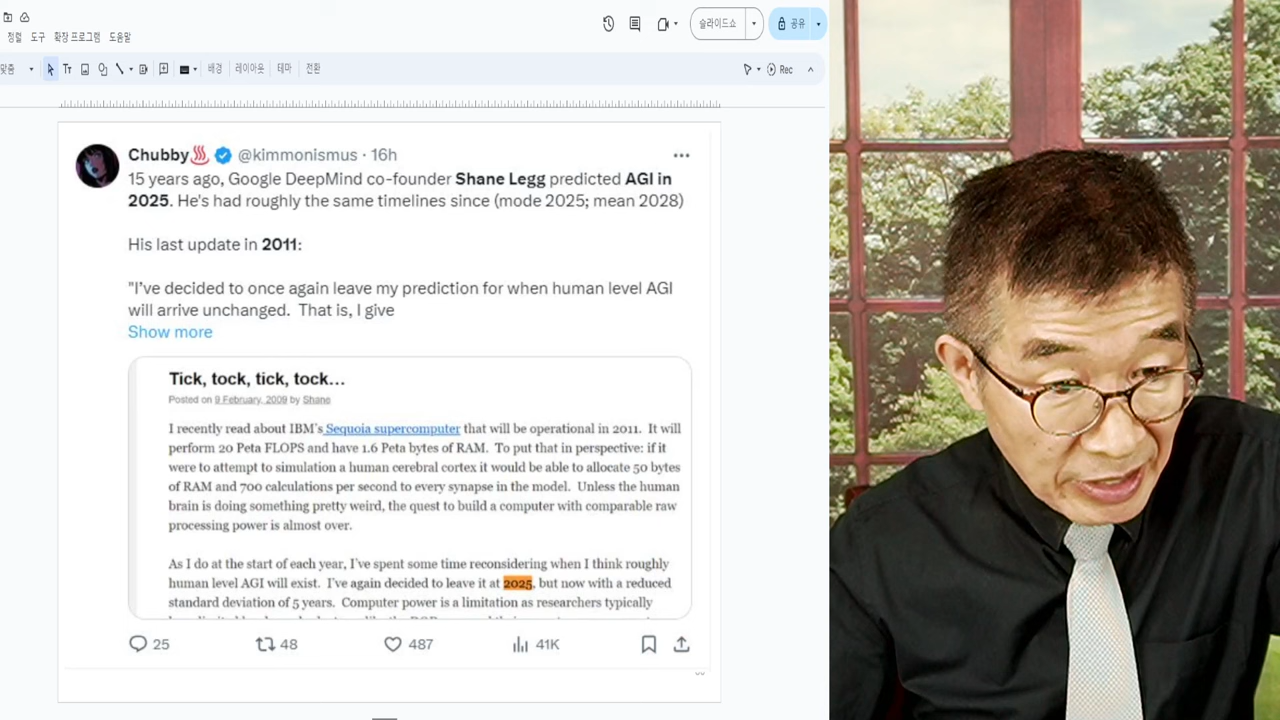 정렬 도구 확장 프로그램 도움말
슬라이드쇼
공유
맞춤
배경 레이아웃 테마 전환
Rec
Chubby♨️ @kimmonismus · 16h
15 years ago, Google DeepMind co-founder Shane Legg predicted AGI in
2025. He's had roughly the same timelines since (mode 2025; mean 2028)
His last update in 2011:
"I've decided to once again leave my prediction for when human level AGI
will arrive unchanged.  That is, I give
Show more
Tick, tock, tick, tock…
Posted on 9 February, 2009 by Shane
I recently read about IBM's Sequoia supercomputer that will be operational in 2011.  It will
perform 20 Peta FLOPS and have 1.6 Peta bytes of RAM.  To put that in perspective: if it
were to attempt to simulation a human cerebral cortex it would be able to allocate 50 bytes
of RAM and 700 calculations per second to every synapse in the model.  Unless the human
brain is doing something pretty weird, the quest to build a computer with comparable raw
processing power is almost over.
As I do at the start of each year, I've spent some time reconsidering when I think roughly
human level AGI will exist.  I've again decided to leave it at 2025, but now with a reduced
standard deviation of 5 years.  Computer power is a limitation as researchers typically
25 48 487 41K